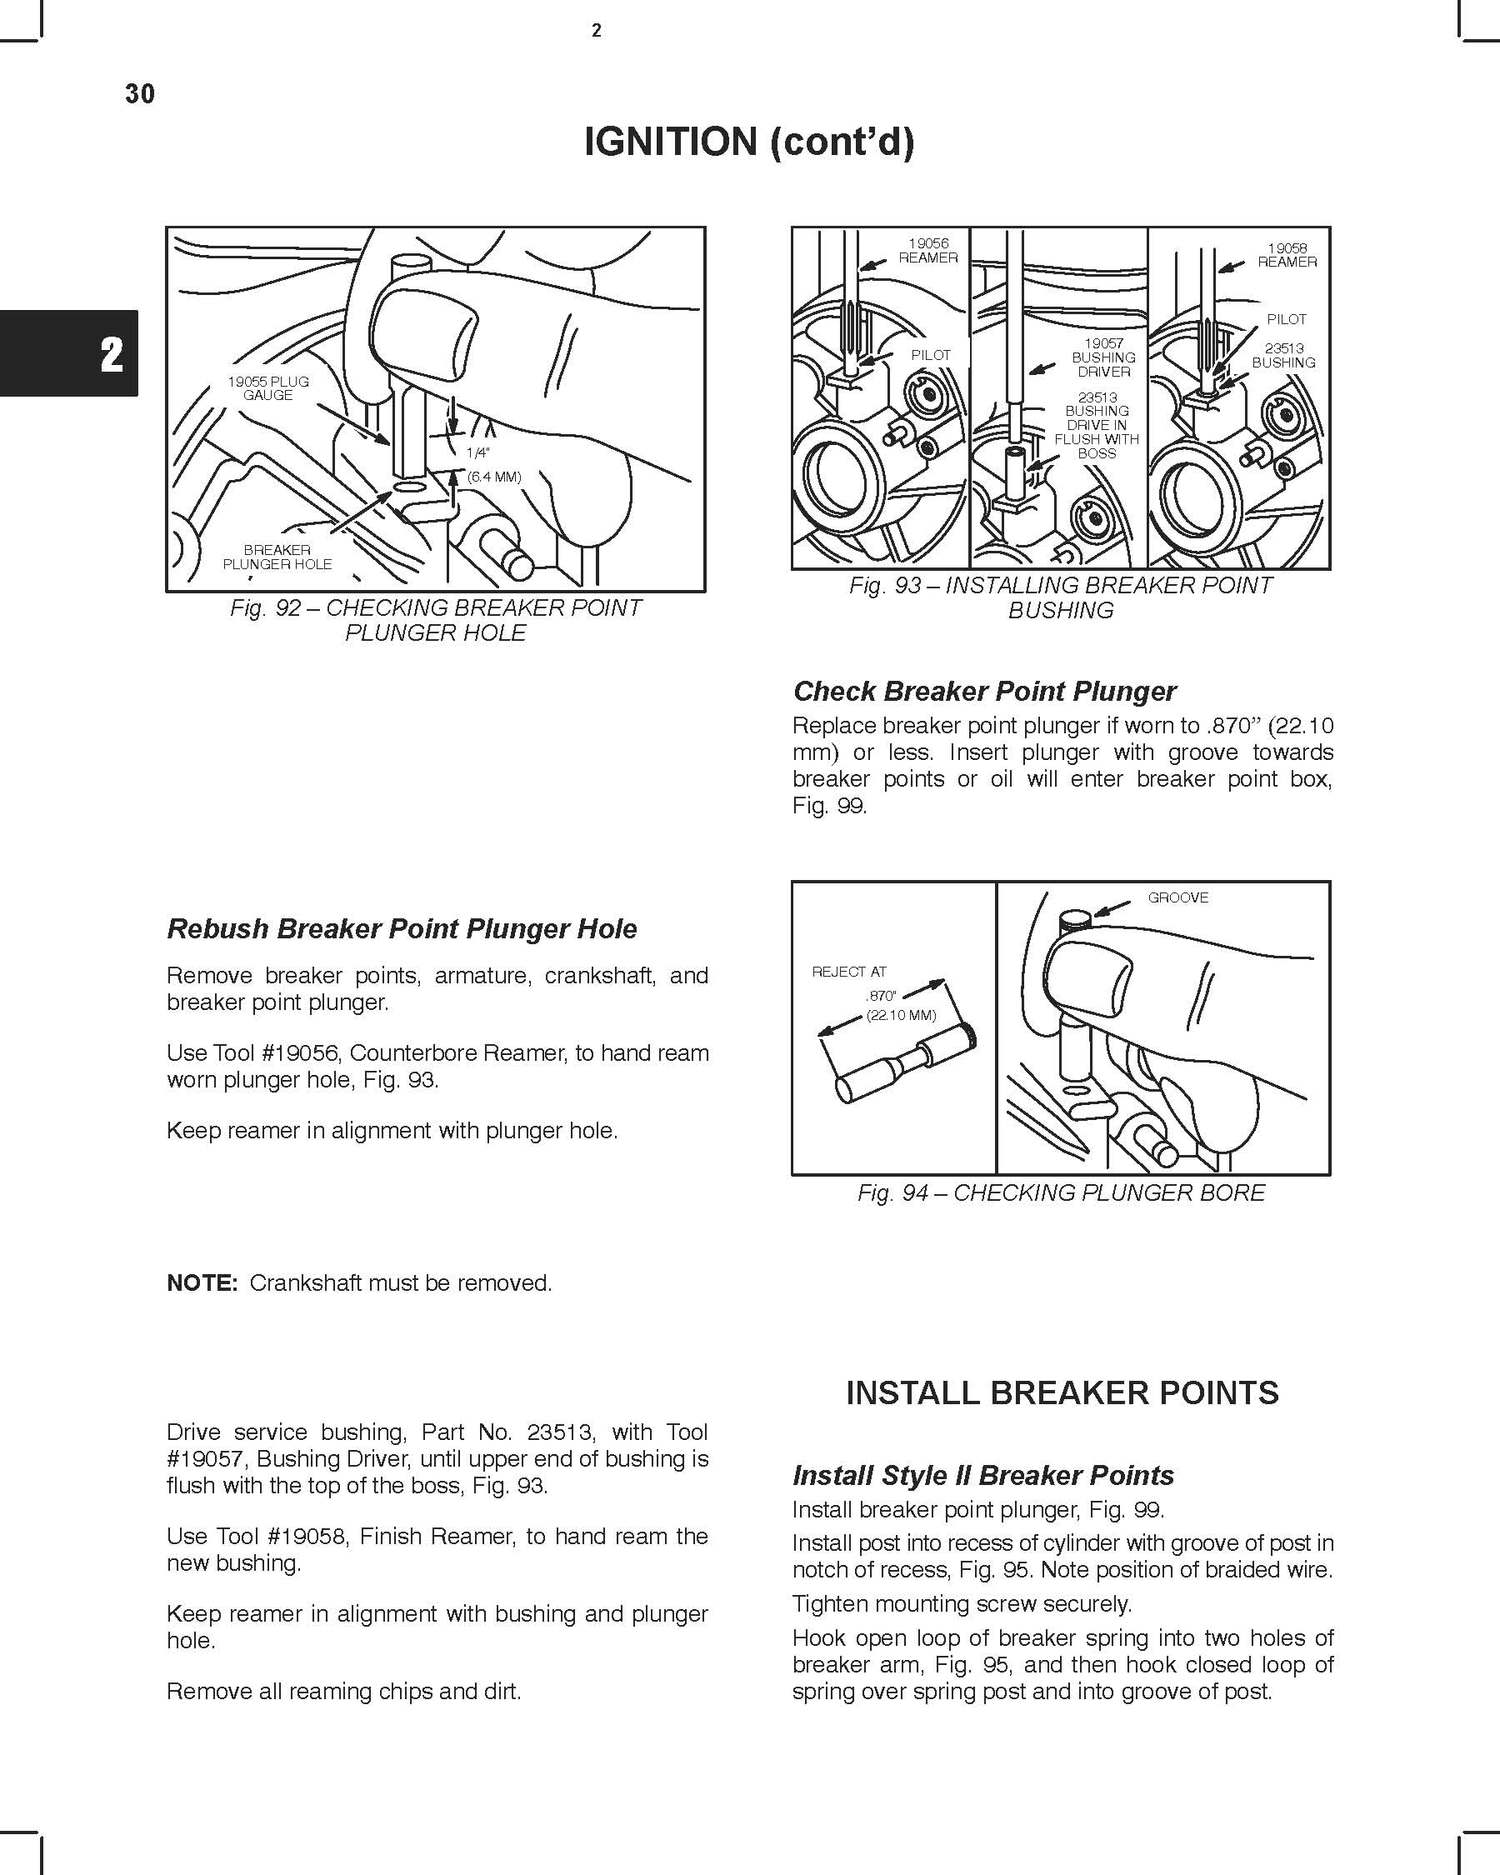 2
30
IGNITION (cont’d)
2
19055 PLUG
GAUGE
1/4"
(6.4 MM)
BREAKER
PLUNGER HOLE
Fig. 92 – CHECKING BREAKER POINT
PLUNGER HOLE
Rebush Breaker Point Plunger Hole
Remove breaker points, armature, crankshaft, and
breaker point plunger.
Use Tool #19056, Counterbore Reamer, to hand ream
worn plunger hole, Fig. 93.
Keep reamer in alignment with plunger hole.
NOTE: Crankshaft must be removed.
Drive service bushing, Part No. 23513, with Tool
#19057, Bushing Driver, until upper end of bushing is
flush with the top of the boss, Fig. 93.
Use Tool #19058, Finish Reamer, to hand ream the
new bushing.
Keep reamer in alignment with bushing and plunger
hole.
Remove all reaming chips and dirt.
19056
REAMER
PILOT
19057
BUSHING
DRIVER
23513
BUSHING
DRIVE IN
FLUSH WITH
BOSS
19058
REAMER
PILOT
23513
BUSHING
Fig. 93 – INSTALLING BREAKER POINT
BUSHING
Check Breaker Point Plunger
Replace breaker point plunger if worn to .870” (22.10
mm) or less. Insert plunger with groove towards
breaker points or oil will enter breaker point box,
Fig. 99.
REJECT AT
.870"
(22.10 MM)
GROOVE
Fig. 94 – CHECKING PLUNGER BORE
INSTALL BREAKER POINTS
Install Style II Breaker Points
Install breaker point plunger, Fig. 99.
Install post into recess of cylinder with groove of post in
notch of recess, Fig. 95. Note position of braided wire.
Tighten mounting screw securely.
Hook open loop of breaker spring into two holes of
breaker arm, Fig. 95, and then hook closed loop of
spring over spring post and into groove of post.